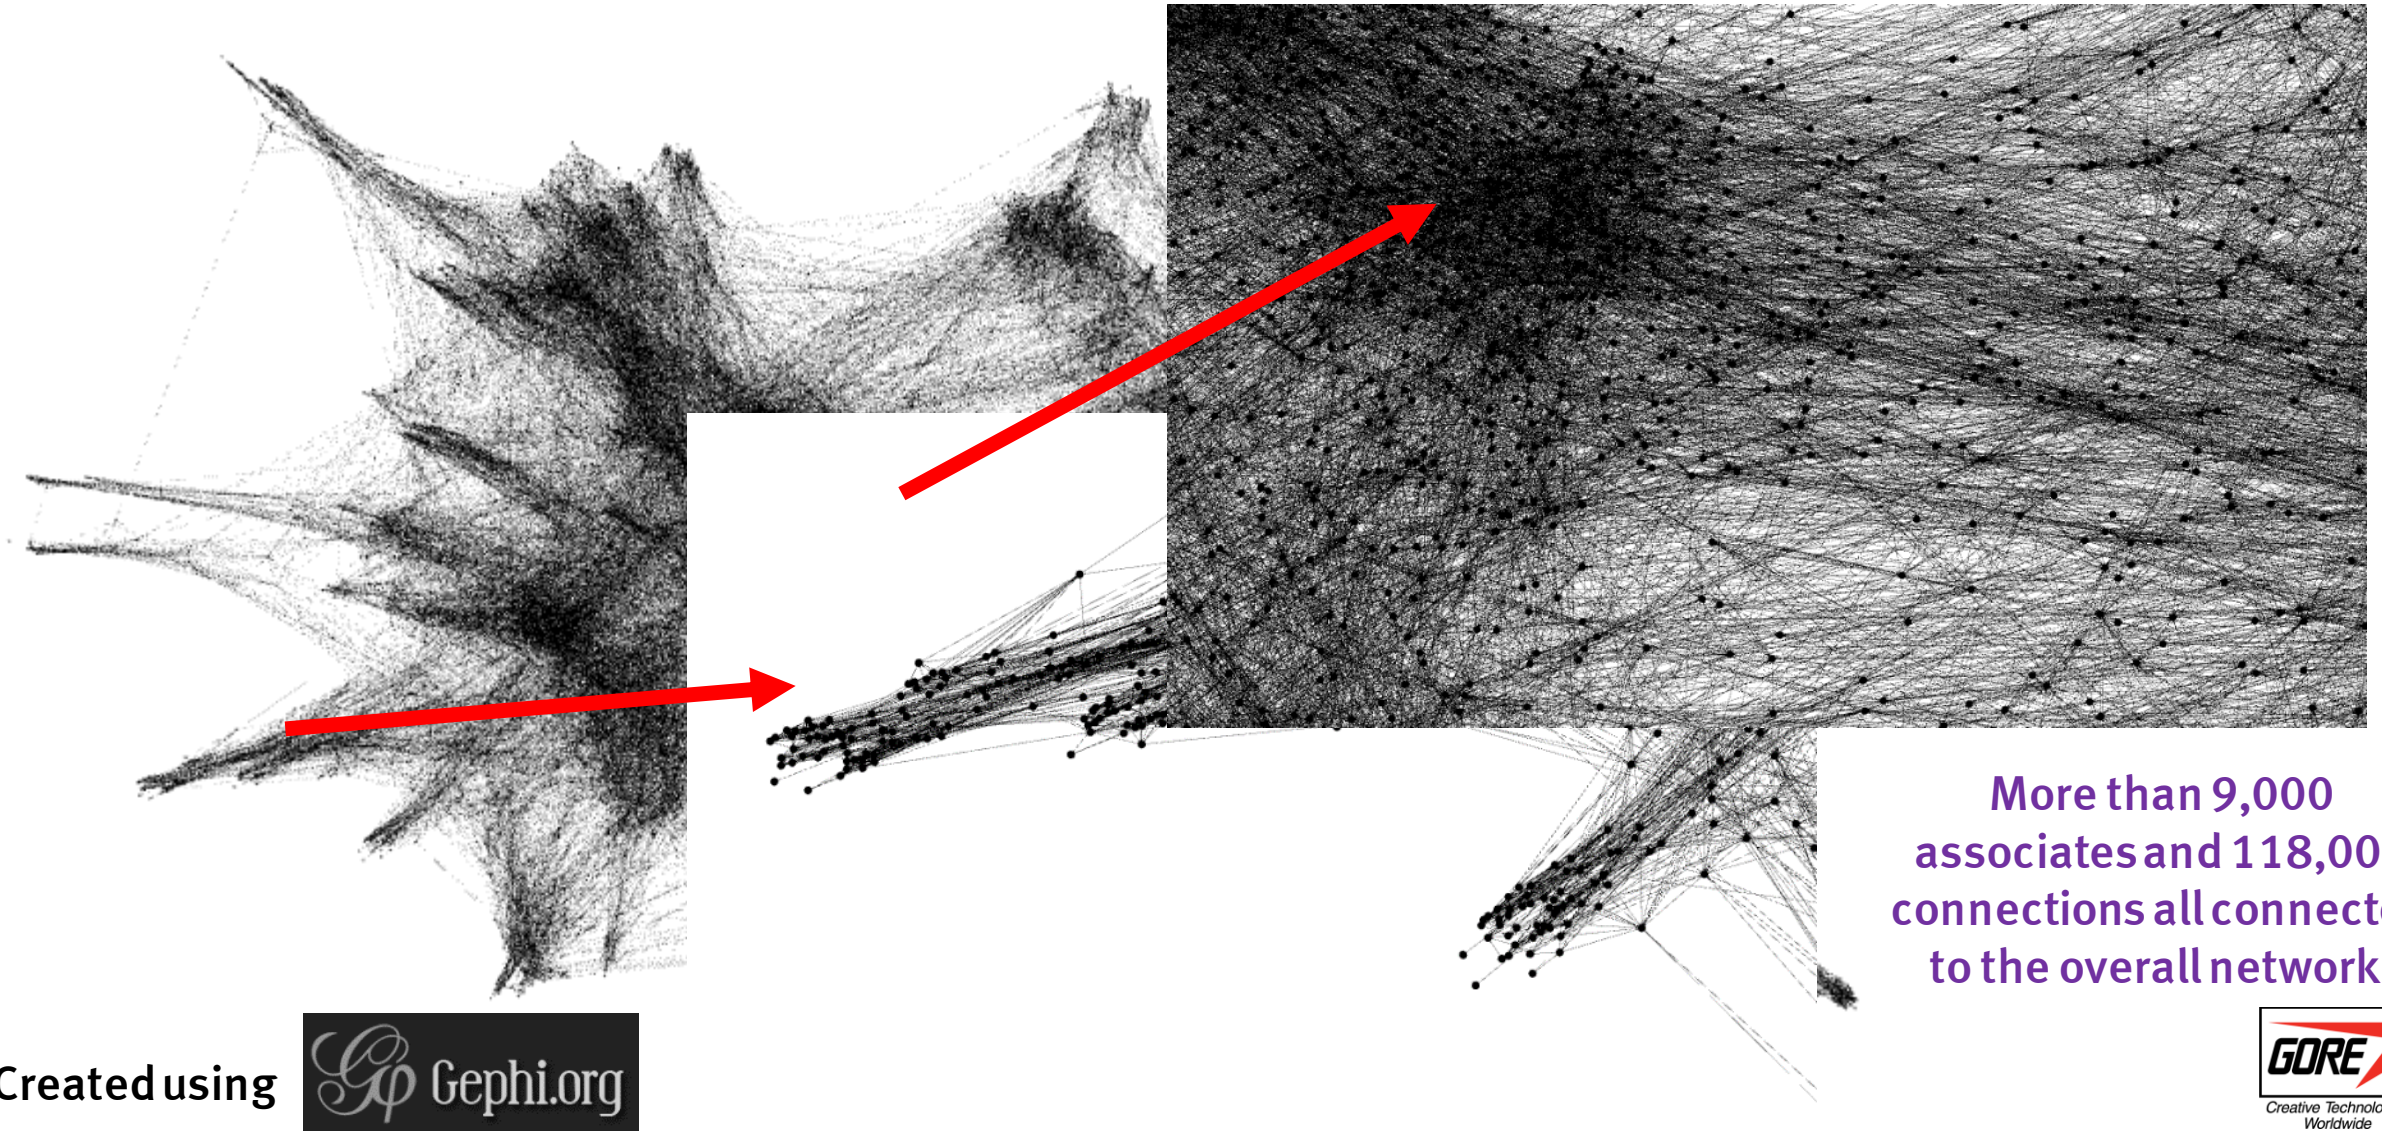 More than 9,000
associates and 118,00
connections all connect
to the overall network
Created using
Gephi.org
GORE
Creative Technolo
Worldwide